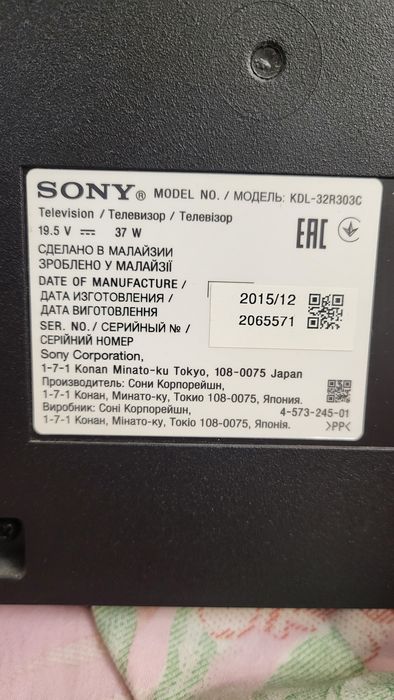 SONY® MODEL NO. / МОДЕЛЬ: KDL-32R303C
Television / Телевизор / Телевізор
19.5 V ⎓ 37 W
EAC
СДЕЛАНО В МАЛАЙЗИИ
ЗРОБЛЕНО У МАЛАЙЗІЇ
DATE OF MANUFACTURE /
ДАТА ИЗГОТОВЛЕНИЯ / 2015/12
ДАТА ВИГОТОВЛЕННЯ
SER. NO. / СЕРИЙНЫЙ № / 2065571
СЕРІЙНИЙ НОМЕР
Sony Corporation,
1-7-1 Konan Minato-ku Tokyo, 108-0075 Japan
Производитель: Сони Корпорейшн,
1-7-1 Конан, Минато-ку, Токио 108-0075, Япония.
Виробник: Соні Корпорейшн, 4-573-245-01
1-7-1 Конан, Мінато-ку, Токіо 108-0075, Японія. >PP<